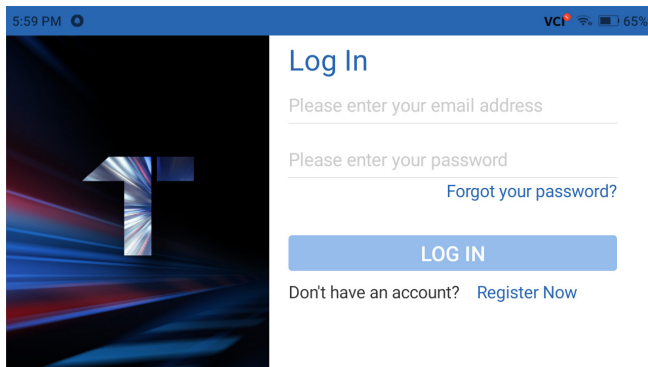 5:59 PM VCI 65%
Log In
Please enter your email address
Please enter your password
Forgot your password?
LOG IN
Don't have an account? Register Now